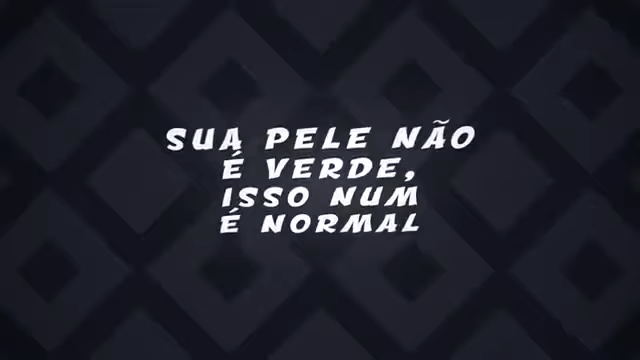 SUA PELE NÃO
É VERDE,
ISSO NUM
É NORMAL